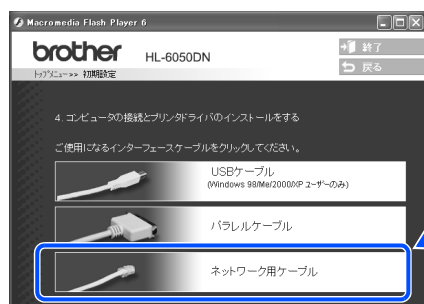 Macromedia Flash Player 6
brother HL-6050DN
終了
戻る
トップメニュー>> 初期設定
4. コンピュータの接続とプリンタドライバのインストールをする
ご使用になるインターフェースケーブルをクリックしてください。
USBケーブル
(Windows 98/Me/2000/XP ユーザーのみ)
パラレルケーブル
ネットワーク用ケーブル